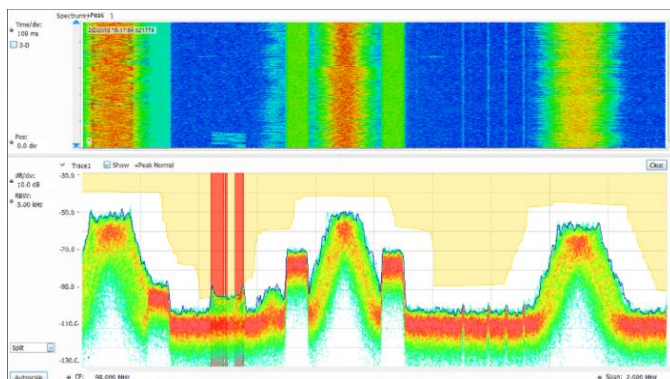 Spectrum+Peak 1
Time/div:
100 ms
3-D
Pos:
0.0 div
Trace1
Show
+Peak Normal
Clear
dB/div:
10.0 dB
RBW:
5.00 kHz
-30.0
-50.0
-70.0
-90.0
-110.0
-130.0
Split
Autoscale
CF: 98.000 MHz
Span: 2.000 MHz